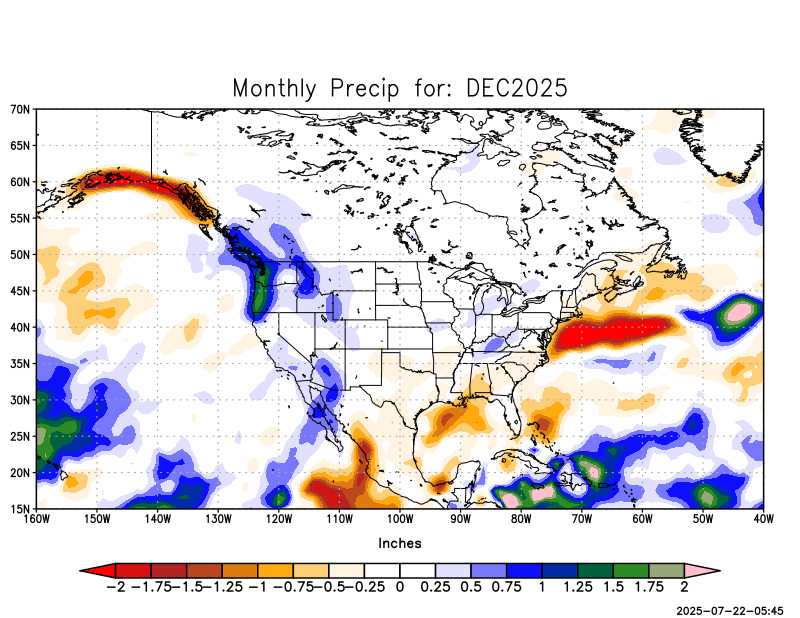 Monthly Precip for: DEC2025
70N
65N
60N
55N
50N
45N
40N
35N
30N
25N
20N
15N
160W 150W 140W 130W 120W 110W 100W 90W 80W 70W 60W 50W 40W
Inches
-2 -1.75 -1.5 -1.25 -1 -0.75 -0.5 -0.25 0 0.25 0.5 0.75 1 1.25 1.5 1.75 2
2025-07-22-05:45